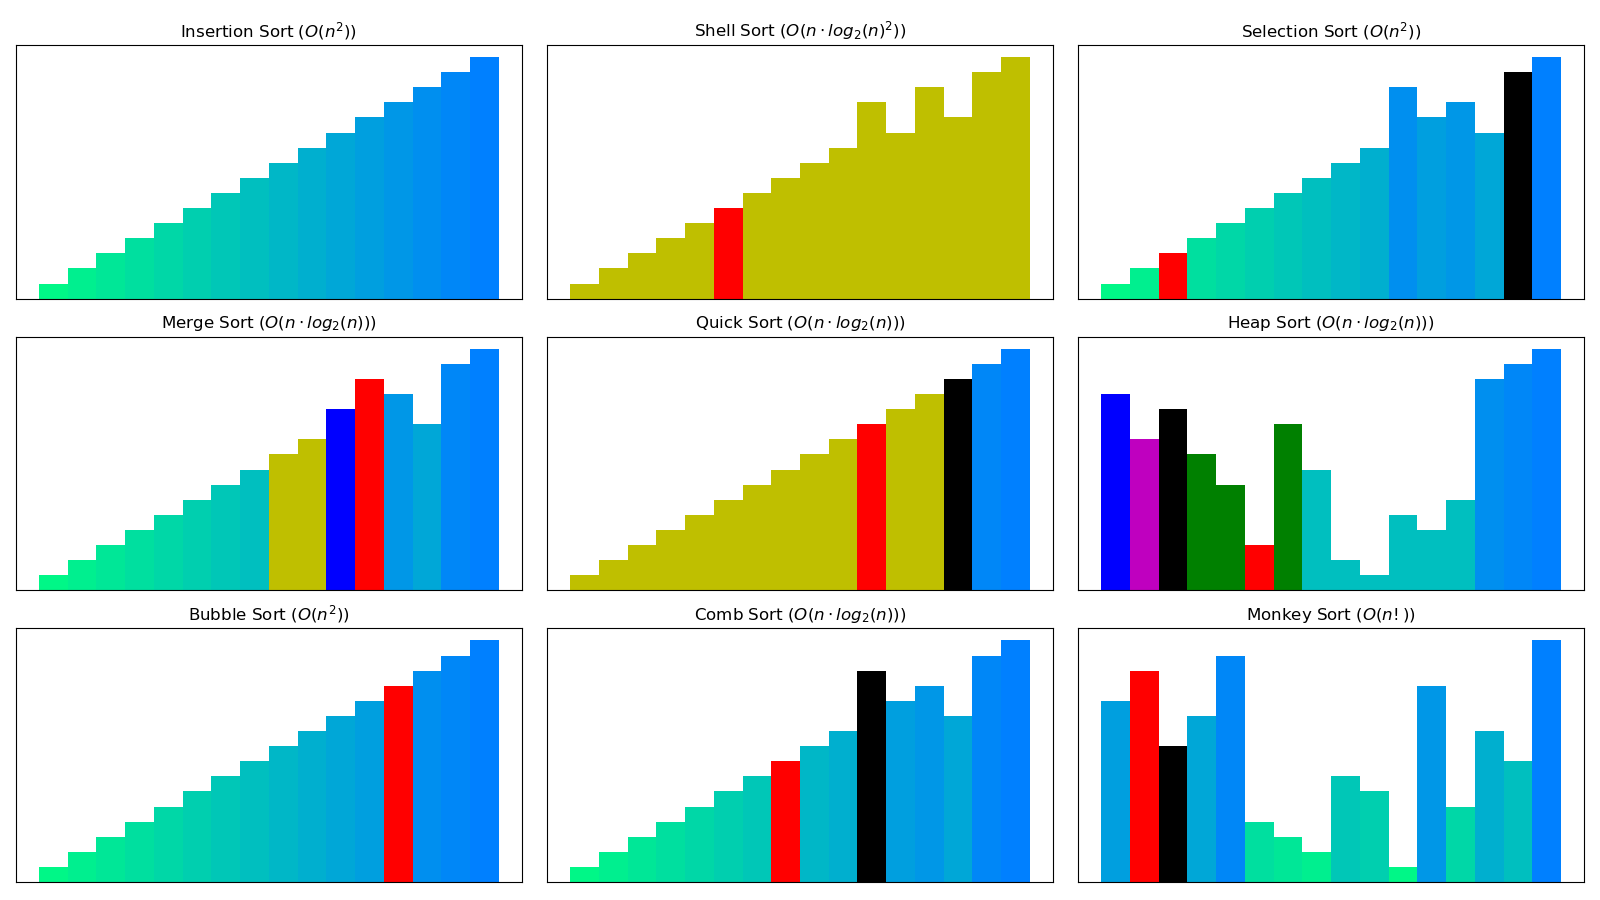 Insertion Sort (O(n²))
Shell Sort (O(n · log₂(n)²))
Selection Sort (O(n²))
Merge Sort (O(n · log₂(n)))
Quick Sort (O(n · log₂(n)))
Heap Sort (O(n · log₂(n)))
Bubble Sort (O(n²))
Comb Sort (O(n · log₂(n)))
Monkey Sort (O(n!))